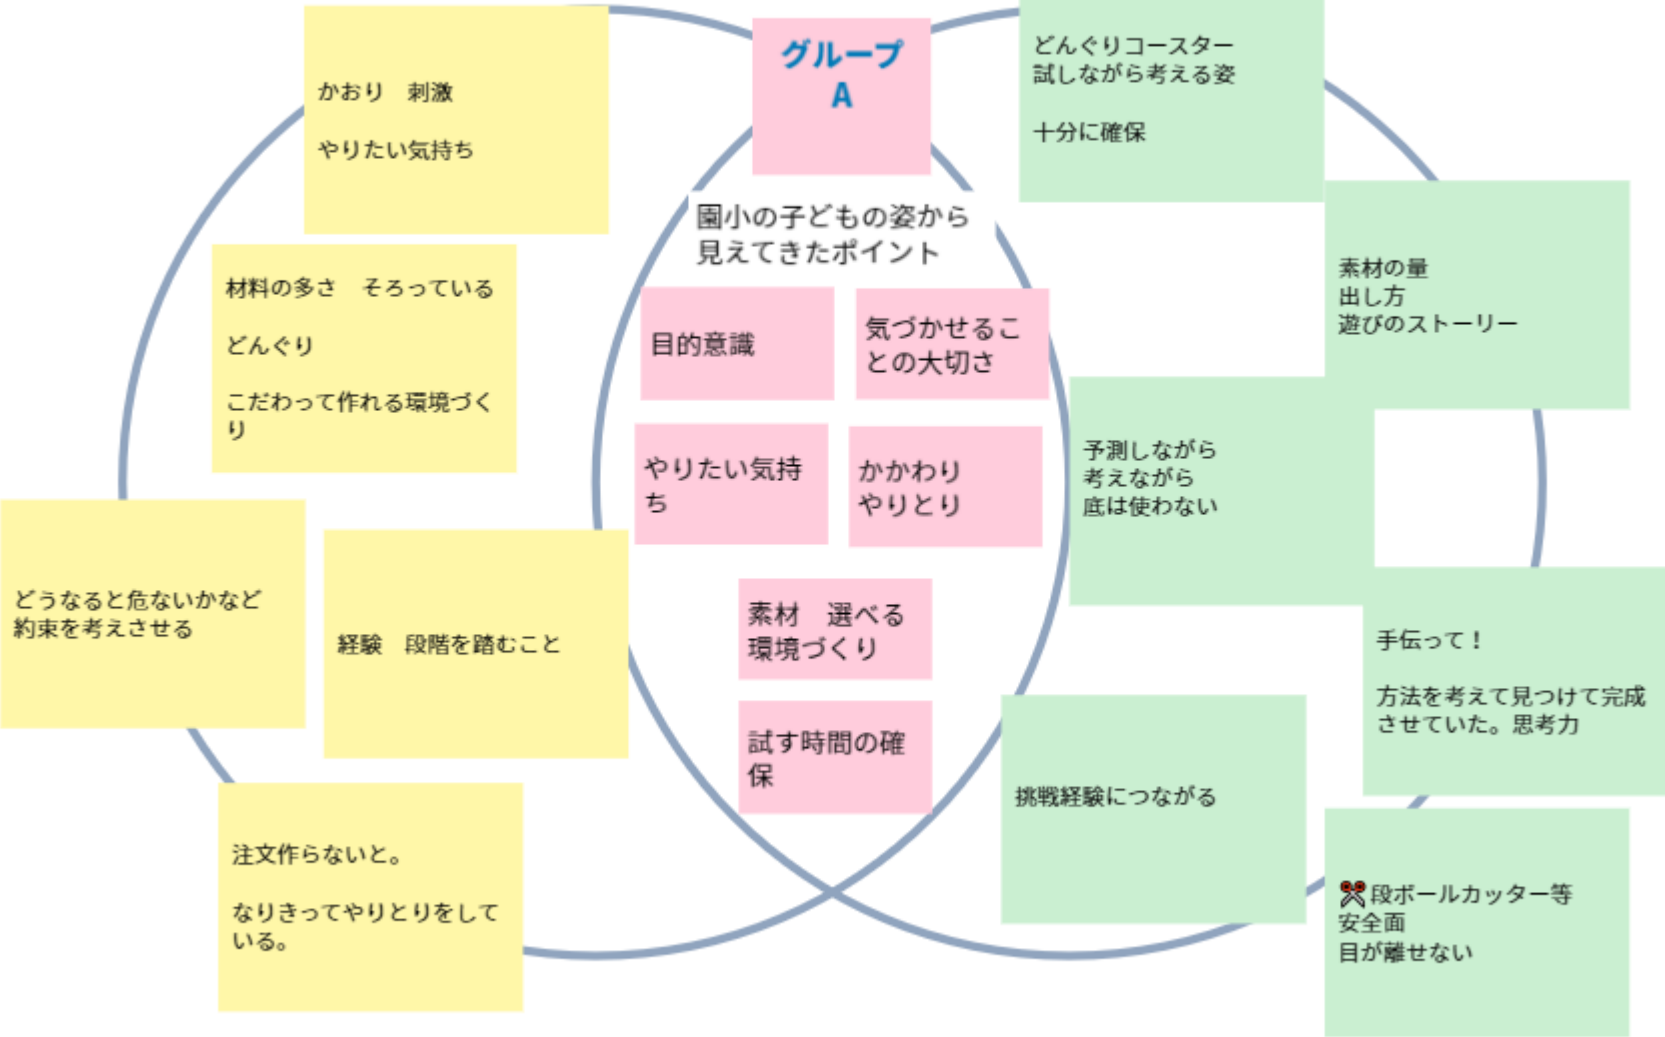 グループ
A
園小の子どもの姿から
見えてきたポイント
かおり　刺激
やりたい気持ち
材料の多さ　そろっている
どんぐり
こだわって作れる環境づく
り
どうなると危ないかなど
約束を考えさせる
経験　段階を踏むこと
注文作らないと。
なりきってやりとりをして
いる。
目的意識
気づかせるこ
との大切さ
やりたい気持
ち
かかわり
やりとり
素材　選べる
環境づくり
試す時間の確
保
どんぐりコースター
試しながら考える姿
十分に確保
素材の量
出し方
遊びのストーリー
予測しながら
考えながら
底は使わない
手伝って！
方法を考えて見つけて完成
させていた。思考力
挑戦経験につながる
段ボールカッター等
安全面
目が離せない